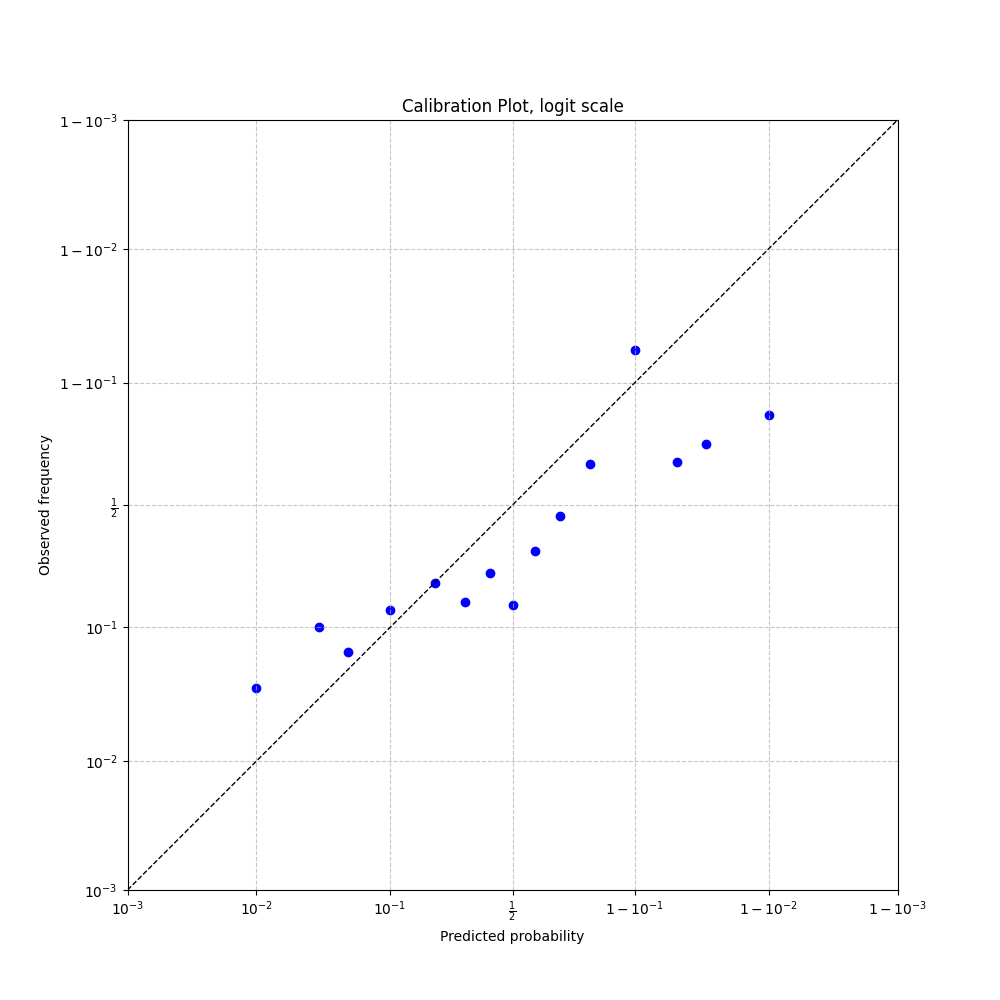 Calibration Plot, logit scale
1 − 10⁻³
1 − 10⁻²
1 − 10⁻¹
½
10⁻¹
10⁻²
10⁻³
Observed frequency
10⁻³ 10⁻² 10⁻¹ ½ 1 − 10⁻¹ 1 − 10⁻² 1 − 10⁻³
Predicted probability